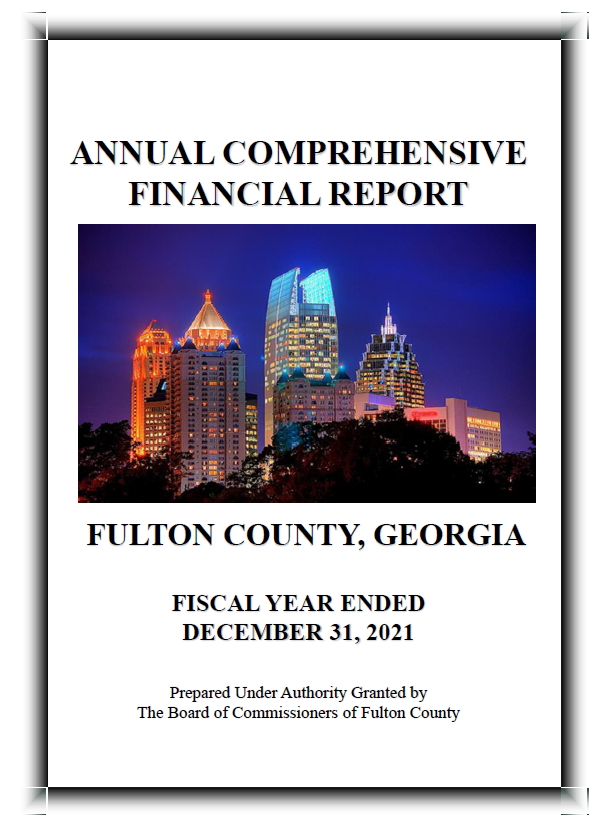 ANNUAL COMPREHENSIVE
FINANCIAL REPORT
FULTON COUNTY, GEORGIA
FISCAL YEAR ENDED
DECEMBER 31, 2021
Prepared Under Authority Granted by
The Board of Commissioners of Fulton County